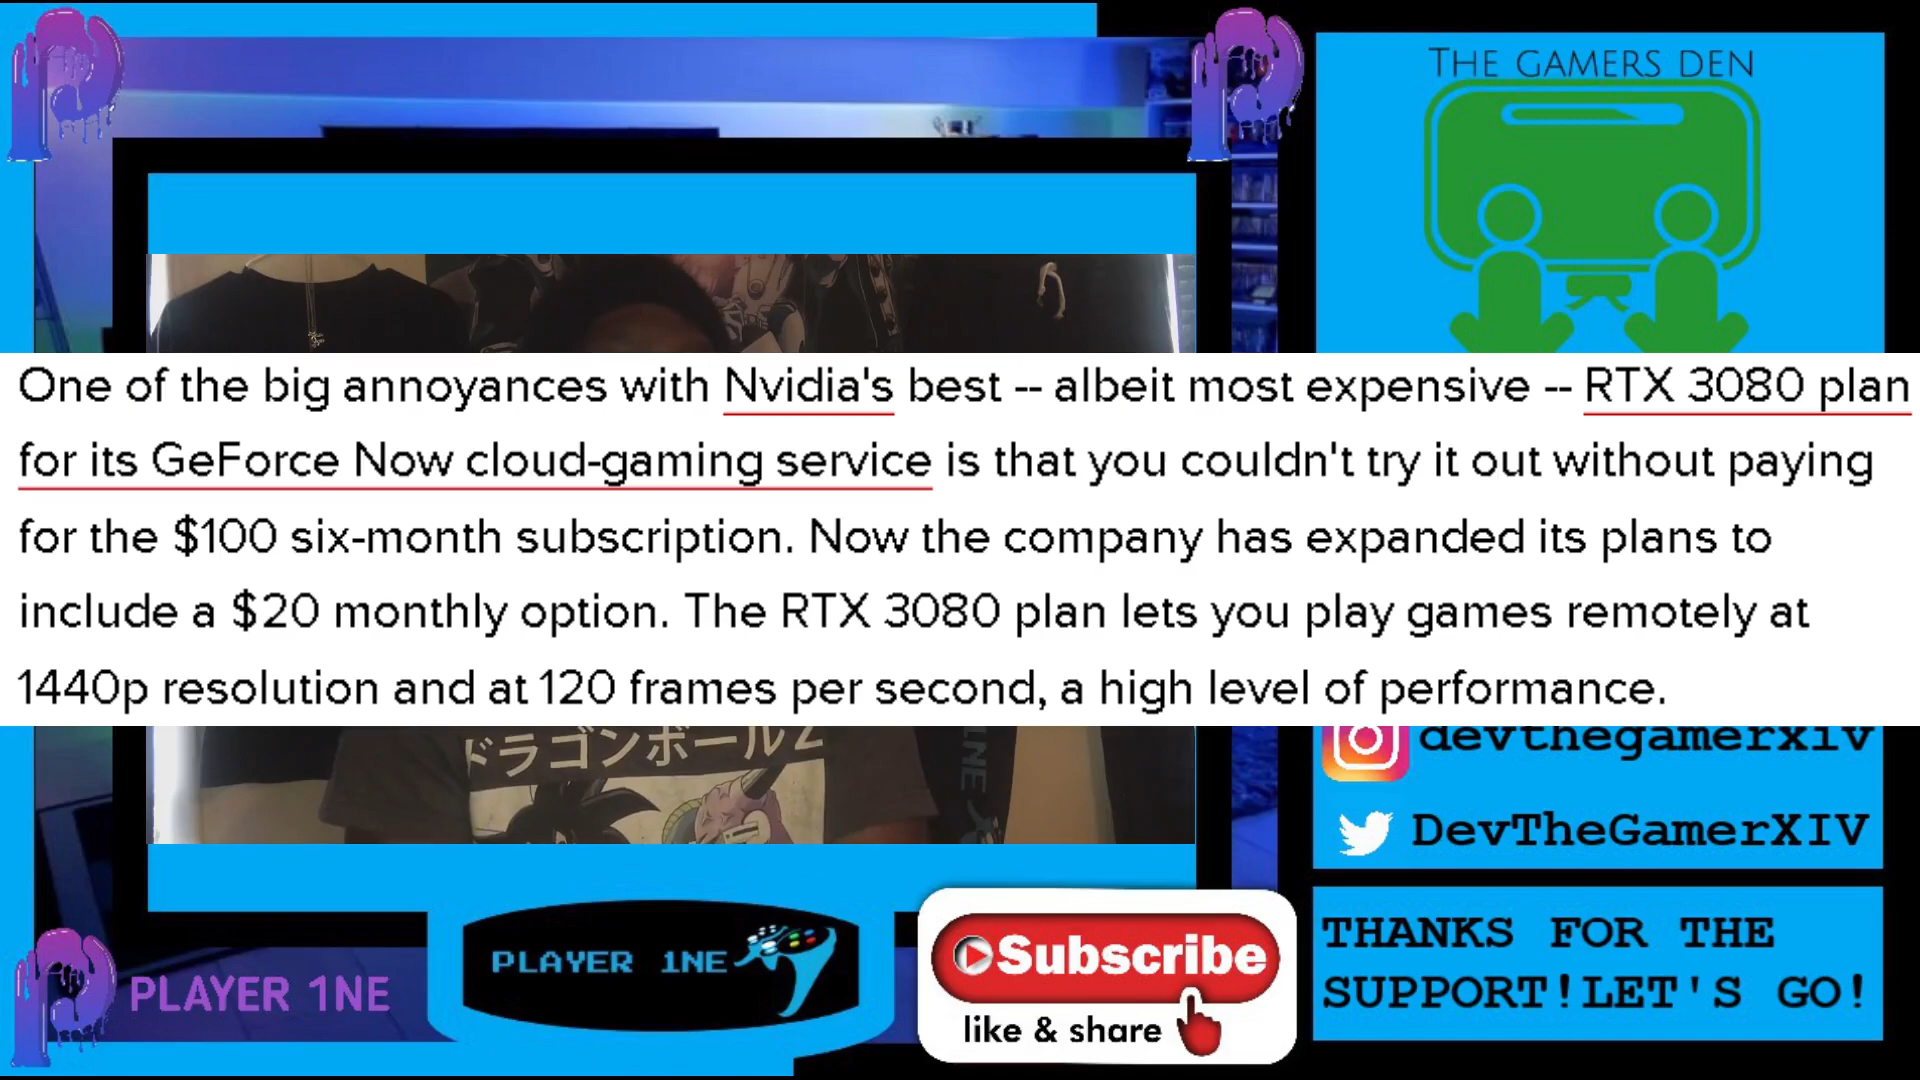 THE GAMERS DEN
One of the big annoyances with Nvidia's best -- albeit most expensive -- RTX 3080 plan
for its GeForce Now cloud-gaming service is that you couldn't try it out without paying
for the $100 six-month subscription. Now the company has expanded its plans to
include a $20 monthly option. The RTX 3080 plan lets you play games remotely at
1440p resolution and at 120 frames per second, a high level of performance.
ドラゴンボールZ
1NE
devthegamerxiv
DevTheGamerXIV
THANKS FOR THE
SUPPORT!LET'S GO!
PLAYER 1NE
PLAYER 1NE
Subscribe
like & share